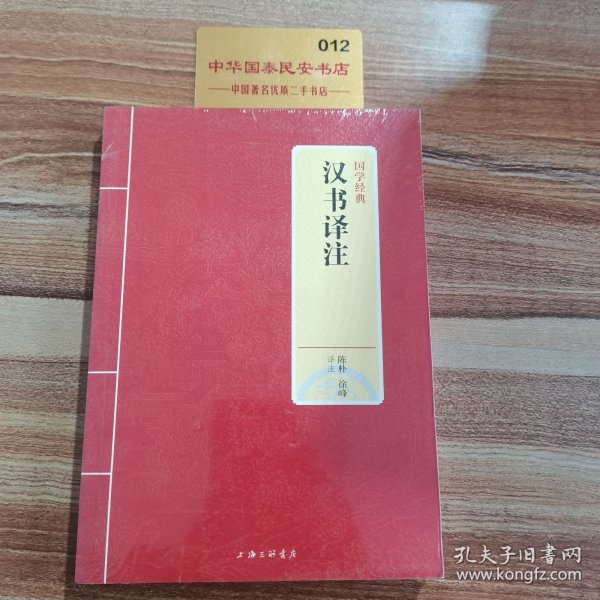 012
中华国泰民安书店
——中国著名优质二手书店——
国学经典
汉书译注
陈朴 徐峰
译注
上海三联书店
孔夫子旧书网
www.kongfz.com